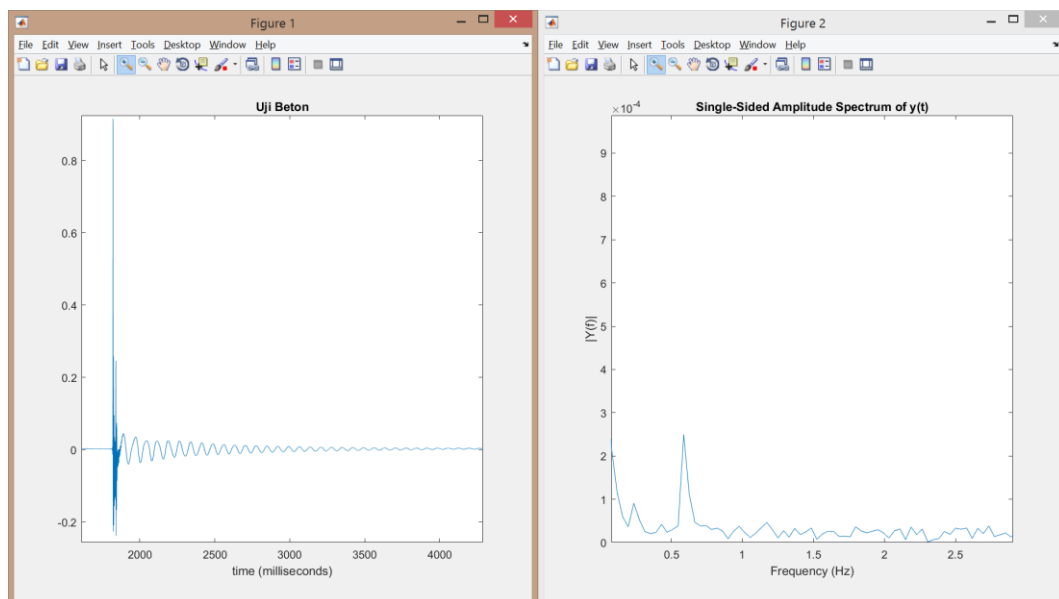 Figure 1
File Edit View Insert Tools Desktop Window Help
Uji Beton
0.8
0.6
0.4
0.2
0
-0.2
2000 2500 3000 3500 4000
time (milliseconds)
Figure 2
File Edit View Insert Tools Desktop Window Help
×10⁻⁴
Single-Sided Amplitude Spectrum of y(t)
9
8
7
6
5
4
3
2
1
0
|Y(f)|
0.5 1 1.5 2 2.5
Frequency (Hz)